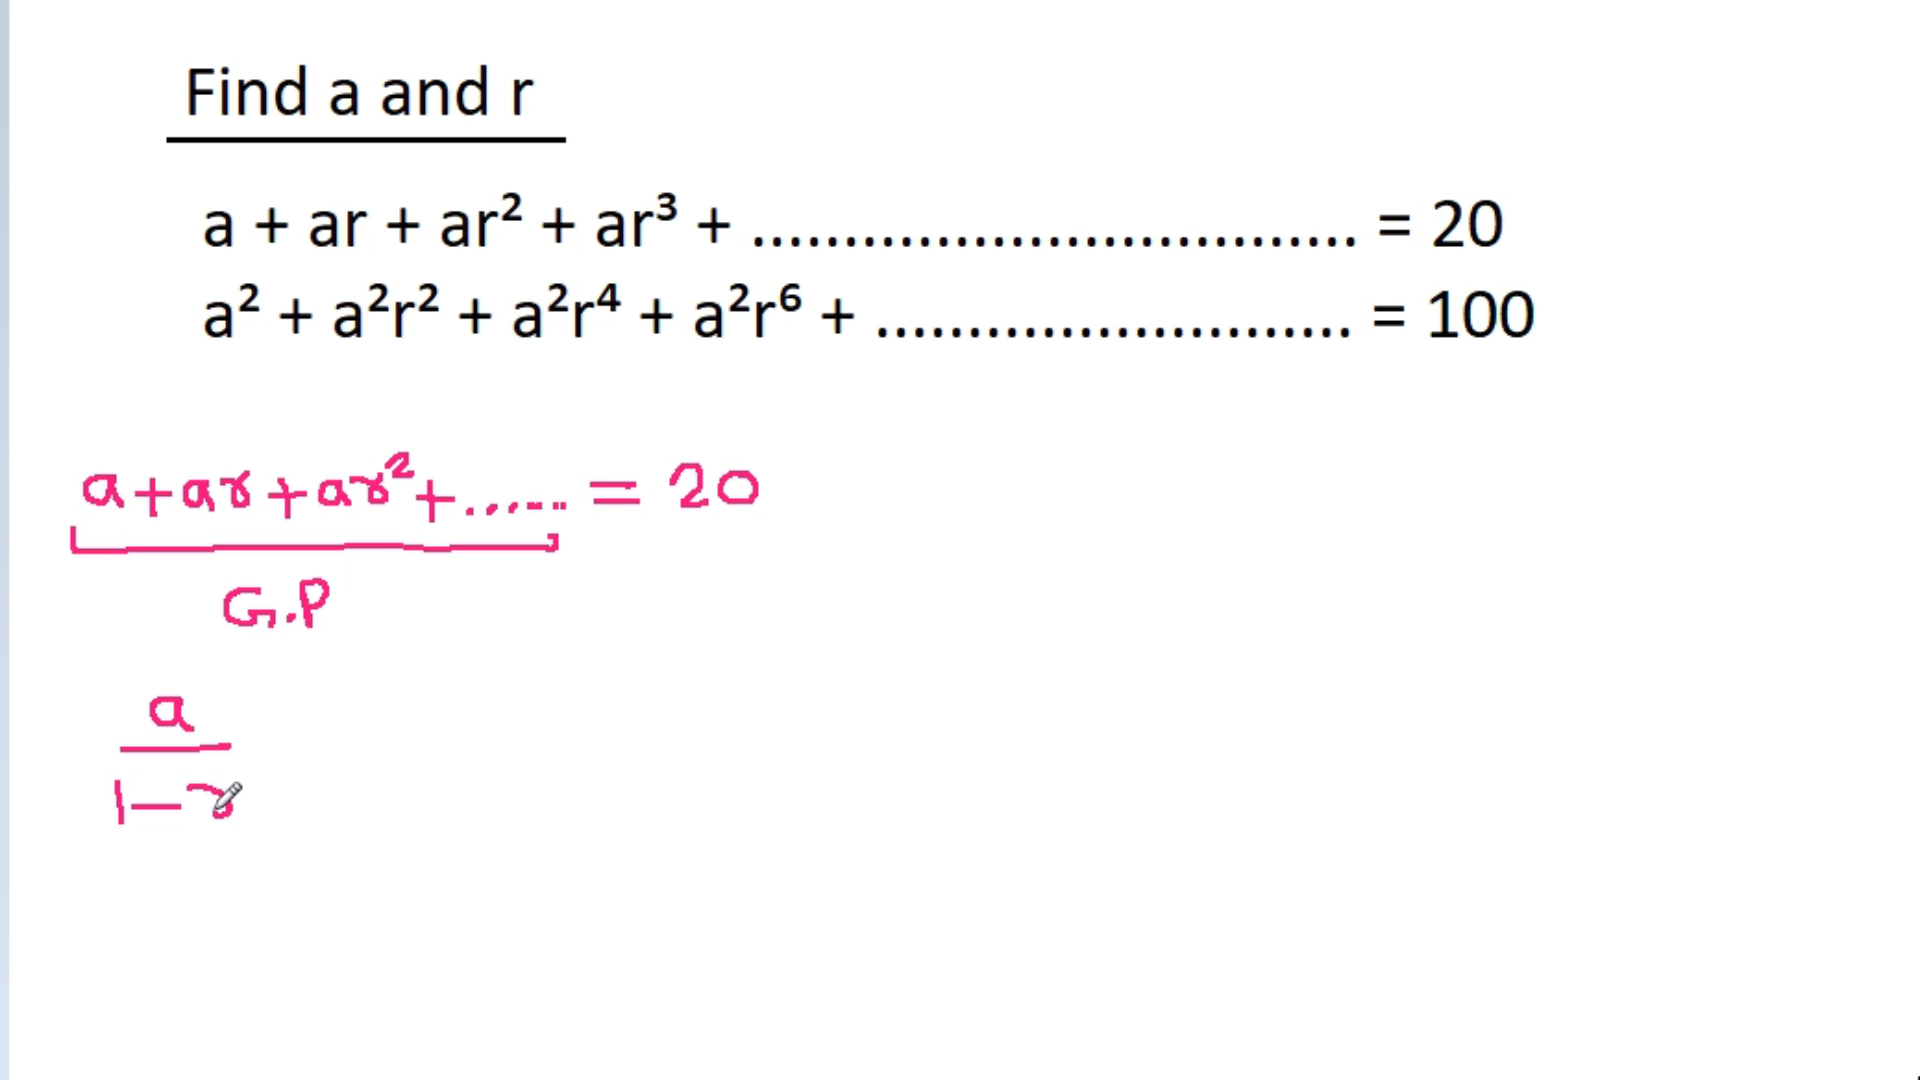 Find a and r
a + ar + ar² + ar³ + ................................. = 20
a² + a²r² + a²r⁴ + a²r⁶ + .......................... = 100
a+ar+ar²+...... = 20
G.P
a
1-r